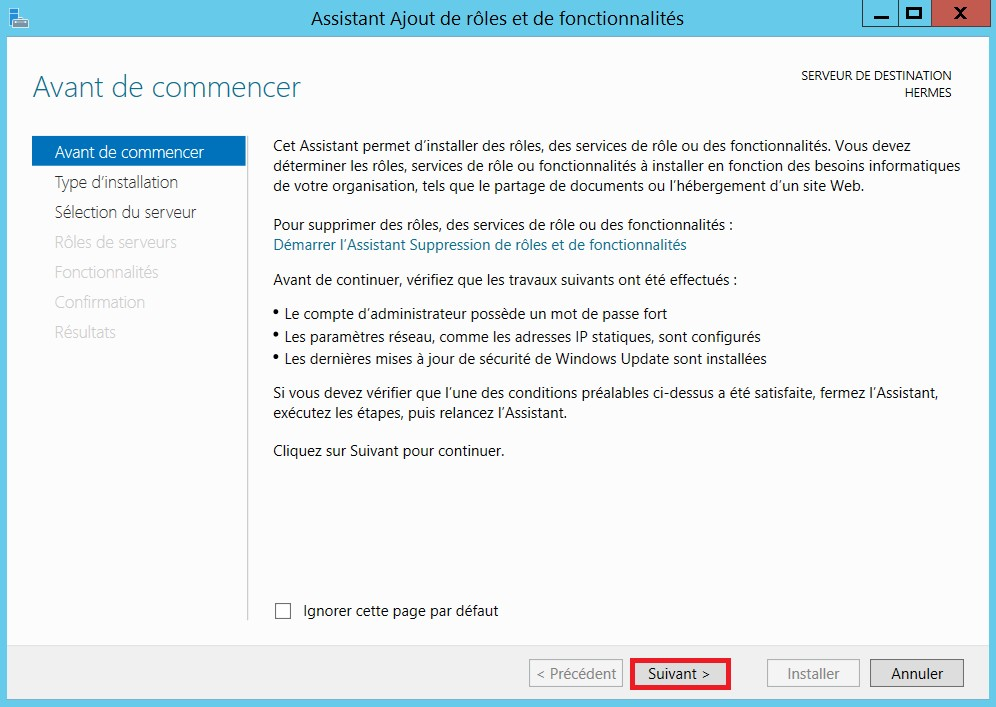 Assistant Ajout de rôles et de fonctionnalités
Avant de commencer
SERVEUR DE DESTINATION
HERMES
Avant de commencer
Type d'installation
Sélection du serveur
Rôles de serveurs
Fonctionnalités
Confirmation
Résultats
Cet Assistant permet d'installer des rôles, des services de rôle ou des fonctionnalités. Vous devez
déterminer les rôles, services de rôle ou fonctionnalités à installer en fonction des besoins informatiques
de votre organisation, tels que le partage de documents ou l'hébergement d'un site Web.
Pour supprimer des rôles, des services de rôle ou des fonctionnalités :
Démarrer l'Assistant Suppression de rôles et de fonctionnalités
Avant de continuer, vérifiez que les travaux suivants ont été effectués :
• Le compte d'administrateur possède un mot de passe fort
• Les paramètres réseau, comme les adresses IP statiques, sont configurés
• Les dernières mises à jour de sécurité de Windows Update sont installées
Si vous devez vérifier que l'une des conditions préalables ci-dessus a été satisfaite, fermez l'Assistant,
exécutez les étapes, puis relancez l'Assistant.
Cliquez sur Suivant pour continuer.
Ignorer cette page par défaut
< Précédent
Suivant >
Installer
Annuler